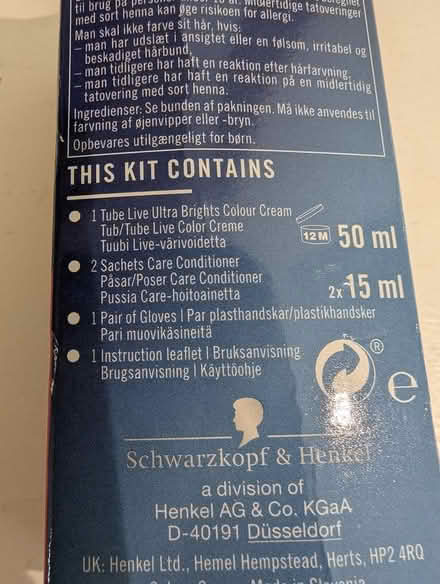 til brug på
Midlertidige tatoveringer
med sort henna kan øge risikoen for allergi.
Man skal ikke farve sit hår, hvis:
– man har udslæt i ansigtet eller en følsom, irritabel og
beskadiget hårbund,
– man tidligere har haft en reaktion efter hårfarvning,
– man tidligere har haft en reaktion på en midlertidig
tatovering med sort henna.
Ingredienser: Se bunden af pakningen. Må ikke anvendes til
farvning af øjenvipper eller -bryn.
Opbevares utilgængeligt for børn.
THIS KIT CONTAINS
1 Tube Live Ultra Brights Colour Cream
Tub/Tube Live Color Creme
Tuubi Live-värivoidetta
12 M
50 ml
2 Sachets Care Conditioner
Påsar/Poser Care Conditioner
Pussia Care-hoitoainetta
2x 15 ml
1 Pair of Gloves | Par plasthandskar/plastikhandsker
Pari muovikäsineitä
1 Instruction leaflet | Bruksanvisning
Brugsanvisning | Käyttöohje
®
e
Schwarzkopf & Henkel
a division of
Henkel AG & Co. KGaA
D-40191 Düsseldorf
UK: Henkel Ltd., Hemel Hempstead, Herts, HP2 4RQ
Made in Slovenia